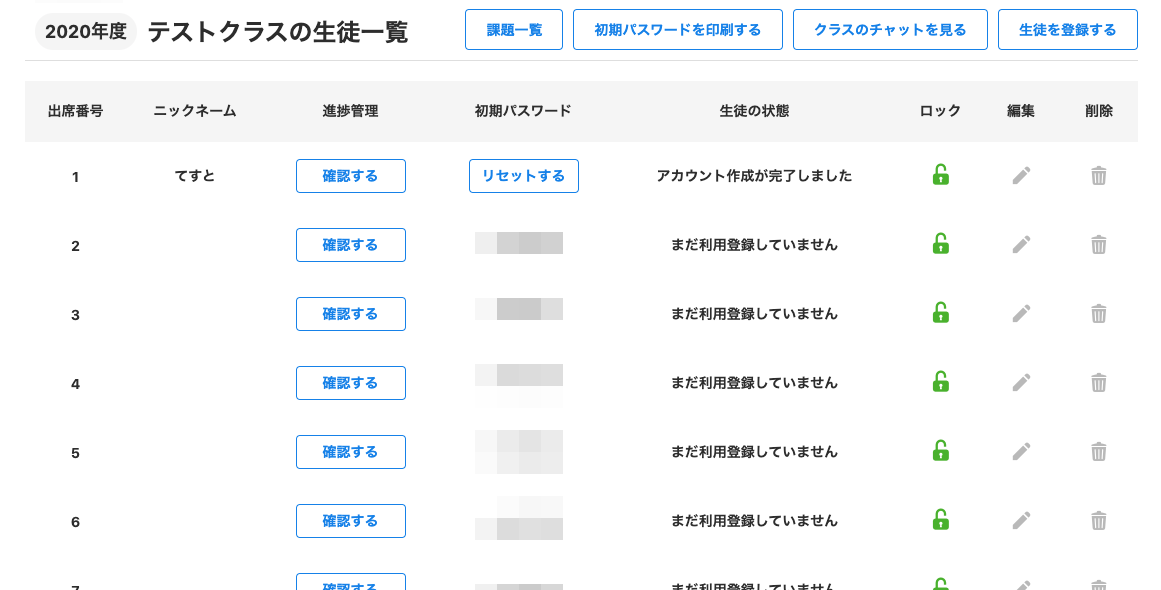 2020年度 テストクラスの生徒一覧 課題一覧 初期パスワードを印刷する クラスのチャットを見る 生徒を登録する
出席番号 ニックネーム 進捗管理 初期パスワード 生徒の状態 ロック 編集 削除
1 てすと 確認する リセットする アカウント作成が完了しました
2 確認する まだ利用登録していません
3 確認する まだ利用登録していません
4 確認する まだ利用登録していません
5 確認する まだ利用登録していません
6 確認する まだ利用登録していません
7 確認する まだ利用登録していません